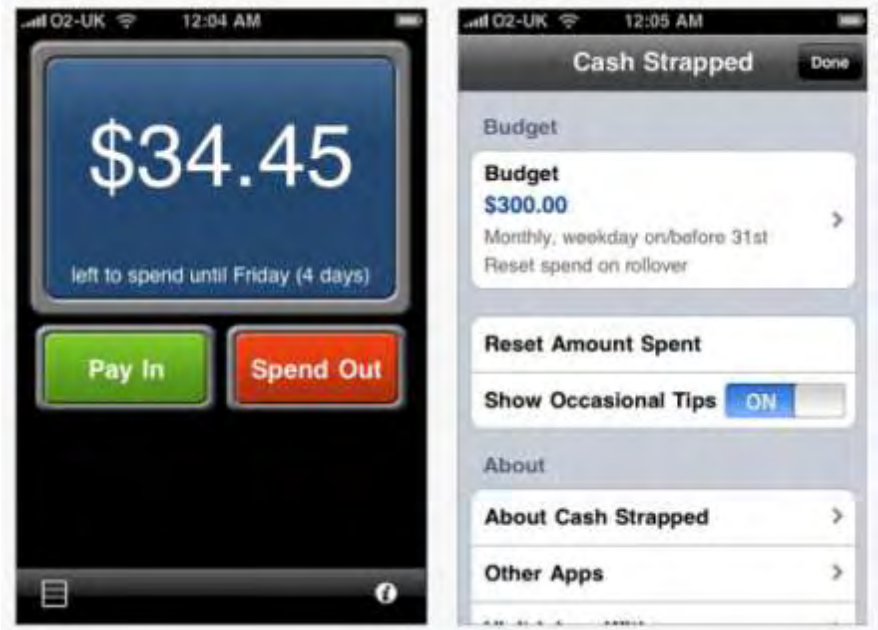 O2-UK 12:04 AM
$34.45
left to spend until Friday (4 days)
Pay In
Spend Out
O2-UK 12:05 AM
Cash Strapped
Done
Budget
Budget
$300.00
Monthly, weekday on/before 31st
Reset spend on rollover
Reset Amount Spent
Show Occasional Tips ON
About
About Cash Strapped
Other Apps